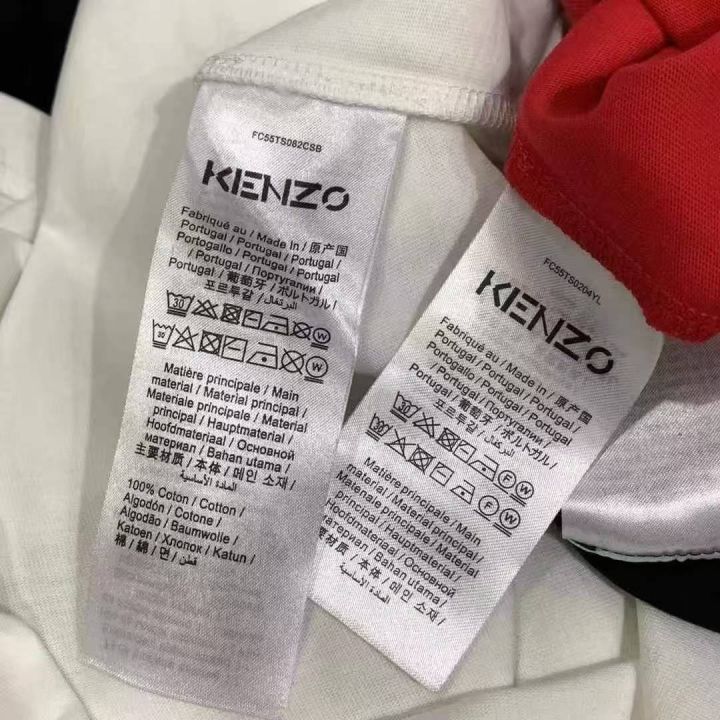 FC55TS082CSB
KENZO
Fabriqué au / Made in / 原产国
Portugal / Portugal / Portugal /
Portogallo / Portugal / Portugal
Portugal / Португалии /
Portugal / 葡萄牙 / ポルトガル /
포르투갈 / البرتغال
30
30
W
W
Matière principale / Main
material / Material principal /
Materiale principale / Material
principal / Hauptmaterial /
Hoofdmateriaal / Основной
материал / Bahan utama /
主要材质 / 本体 / 메인 소재 /
المادة الأساسية
100% Coton / Cotton /
Algodón / Cotone /
Algodão / Baumwolle /
Katoen / Хлопок / Katun /
棉 / 綿 / 면 / قطن
FC55TS0204YL
KENZO
Fabriqué au / Made in / 原产国
Portugal / Portugal / Portugal /
Portogallo / Portugal / Portugal
Portugal / Португалии /
Portugal / 葡萄牙 / ポルトガル /
포르투갈 / البرتغال
30
F
W
F
W
Matière principale / Main
material / Material principal /
Materiale principale / Material
principal / Hauptmaterial /
Hoofdmateriaal / Основной
материал / Bahan utama /
主要材质 / 本体 / 메인 소재 /
المادة الأساسية